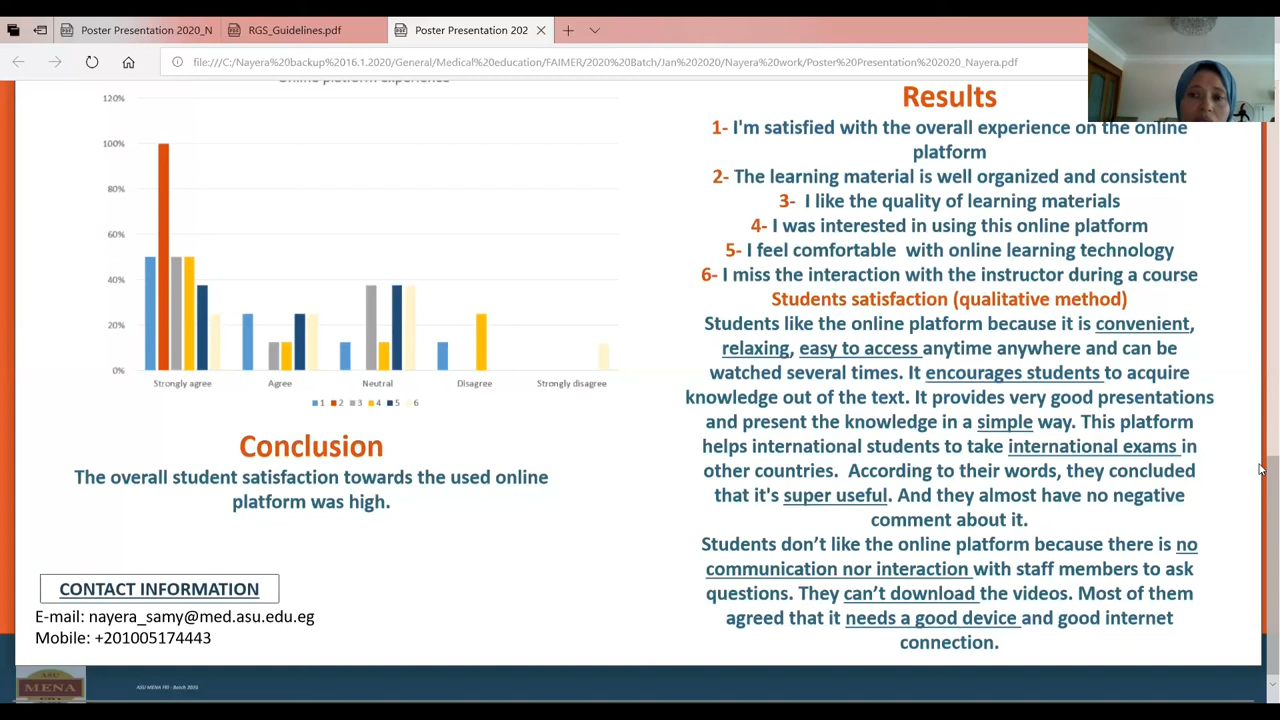 Poster Presentation 2020_N
RGS_Guidelines.pdf
Poster Presentation 202
file:///C:/Nayera%20backup%2016.1.2020/General/Medical%20education/FAIMER/2020%20Batch/Jan%202020/Nayera%20work/Poster%20Presentation%202020_Nayera.pdf
Online platform experience
120%
100%
80%
60%
40%
20%
0%
Strongly agree
Agree
Neutral
Disagree
Strongly disagree
1 2 3 4 5 6
Conclusion
The overall student satisfaction towards the used online
platform was high.
CONTACT INFORMATION
E-mail: nayera_samy@med.asu.edu.eg
Mobile: +201005174443
Results
1- I'm satisfied with the overall experience on the online
platform
2- The learning material is well organized and consistent
3- I like the quality of learning materials
4- I was interested in using this online platform
5- I feel comfortable with online learning technology
6- I miss the interaction with the instructor during a course
Students satisfaction (qualitative method)
Students like the online platform because it is convenient,
relaxing, easy to access anytime anywhere and can be
watched several times. It encourages students to acquire
knowledge out of the text. It provides very good presentations
and present the knowledge in a simple way. This platform
helps international students to take international exams in
other countries. According to their words, they concluded
that it's super useful. And they almost have no negative
comment about it.
Students don't like the online platform because there is no
communication nor interaction with staff members to ask
questions. They can't download the videos. Most of them
agreed that it needs a good device and good internet
connection.
ASU
MENA
ASU MENA FRI - Batch 2020